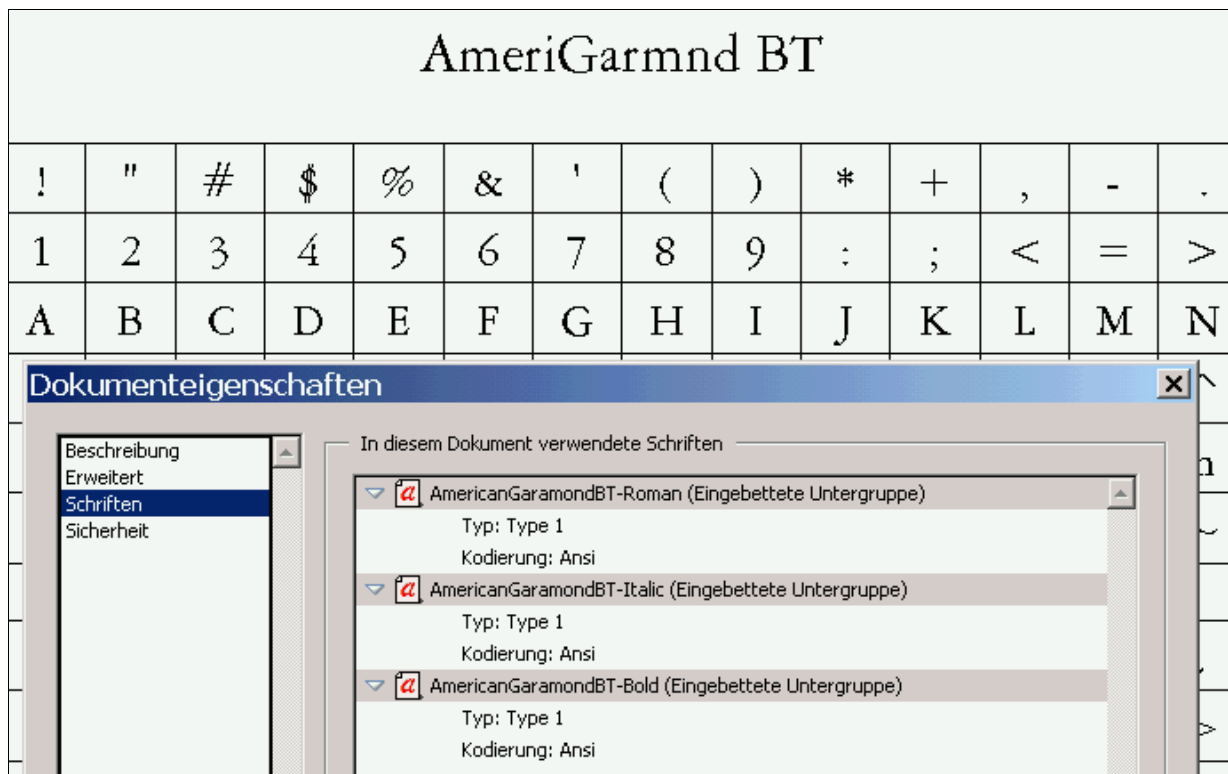 AmeriGarmnd BT
! " # $ % & ' ( ) * + , - .
1 2 3 4 5 6 7 8 9 : ; < = >
A B C D E F G H I J K L M N
Dokumenteigenschaften
Beschreibung
Erweitert
Schriften
Sicherheit
In diesem Dokument verwendete Schriften
AmericanGaramondBT-Roman (Eingebettete Untergruppe)
Typ: Type 1
Kodierung: Ansi
AmericanGaramondBT-Italic (Eingebettete Untergruppe)
Typ: Type 1
Kodierung: Ansi
AmericanGaramondBT-Bold (Eingebettete Untergruppe)
Typ: Type 1
Kodierung: Ansi